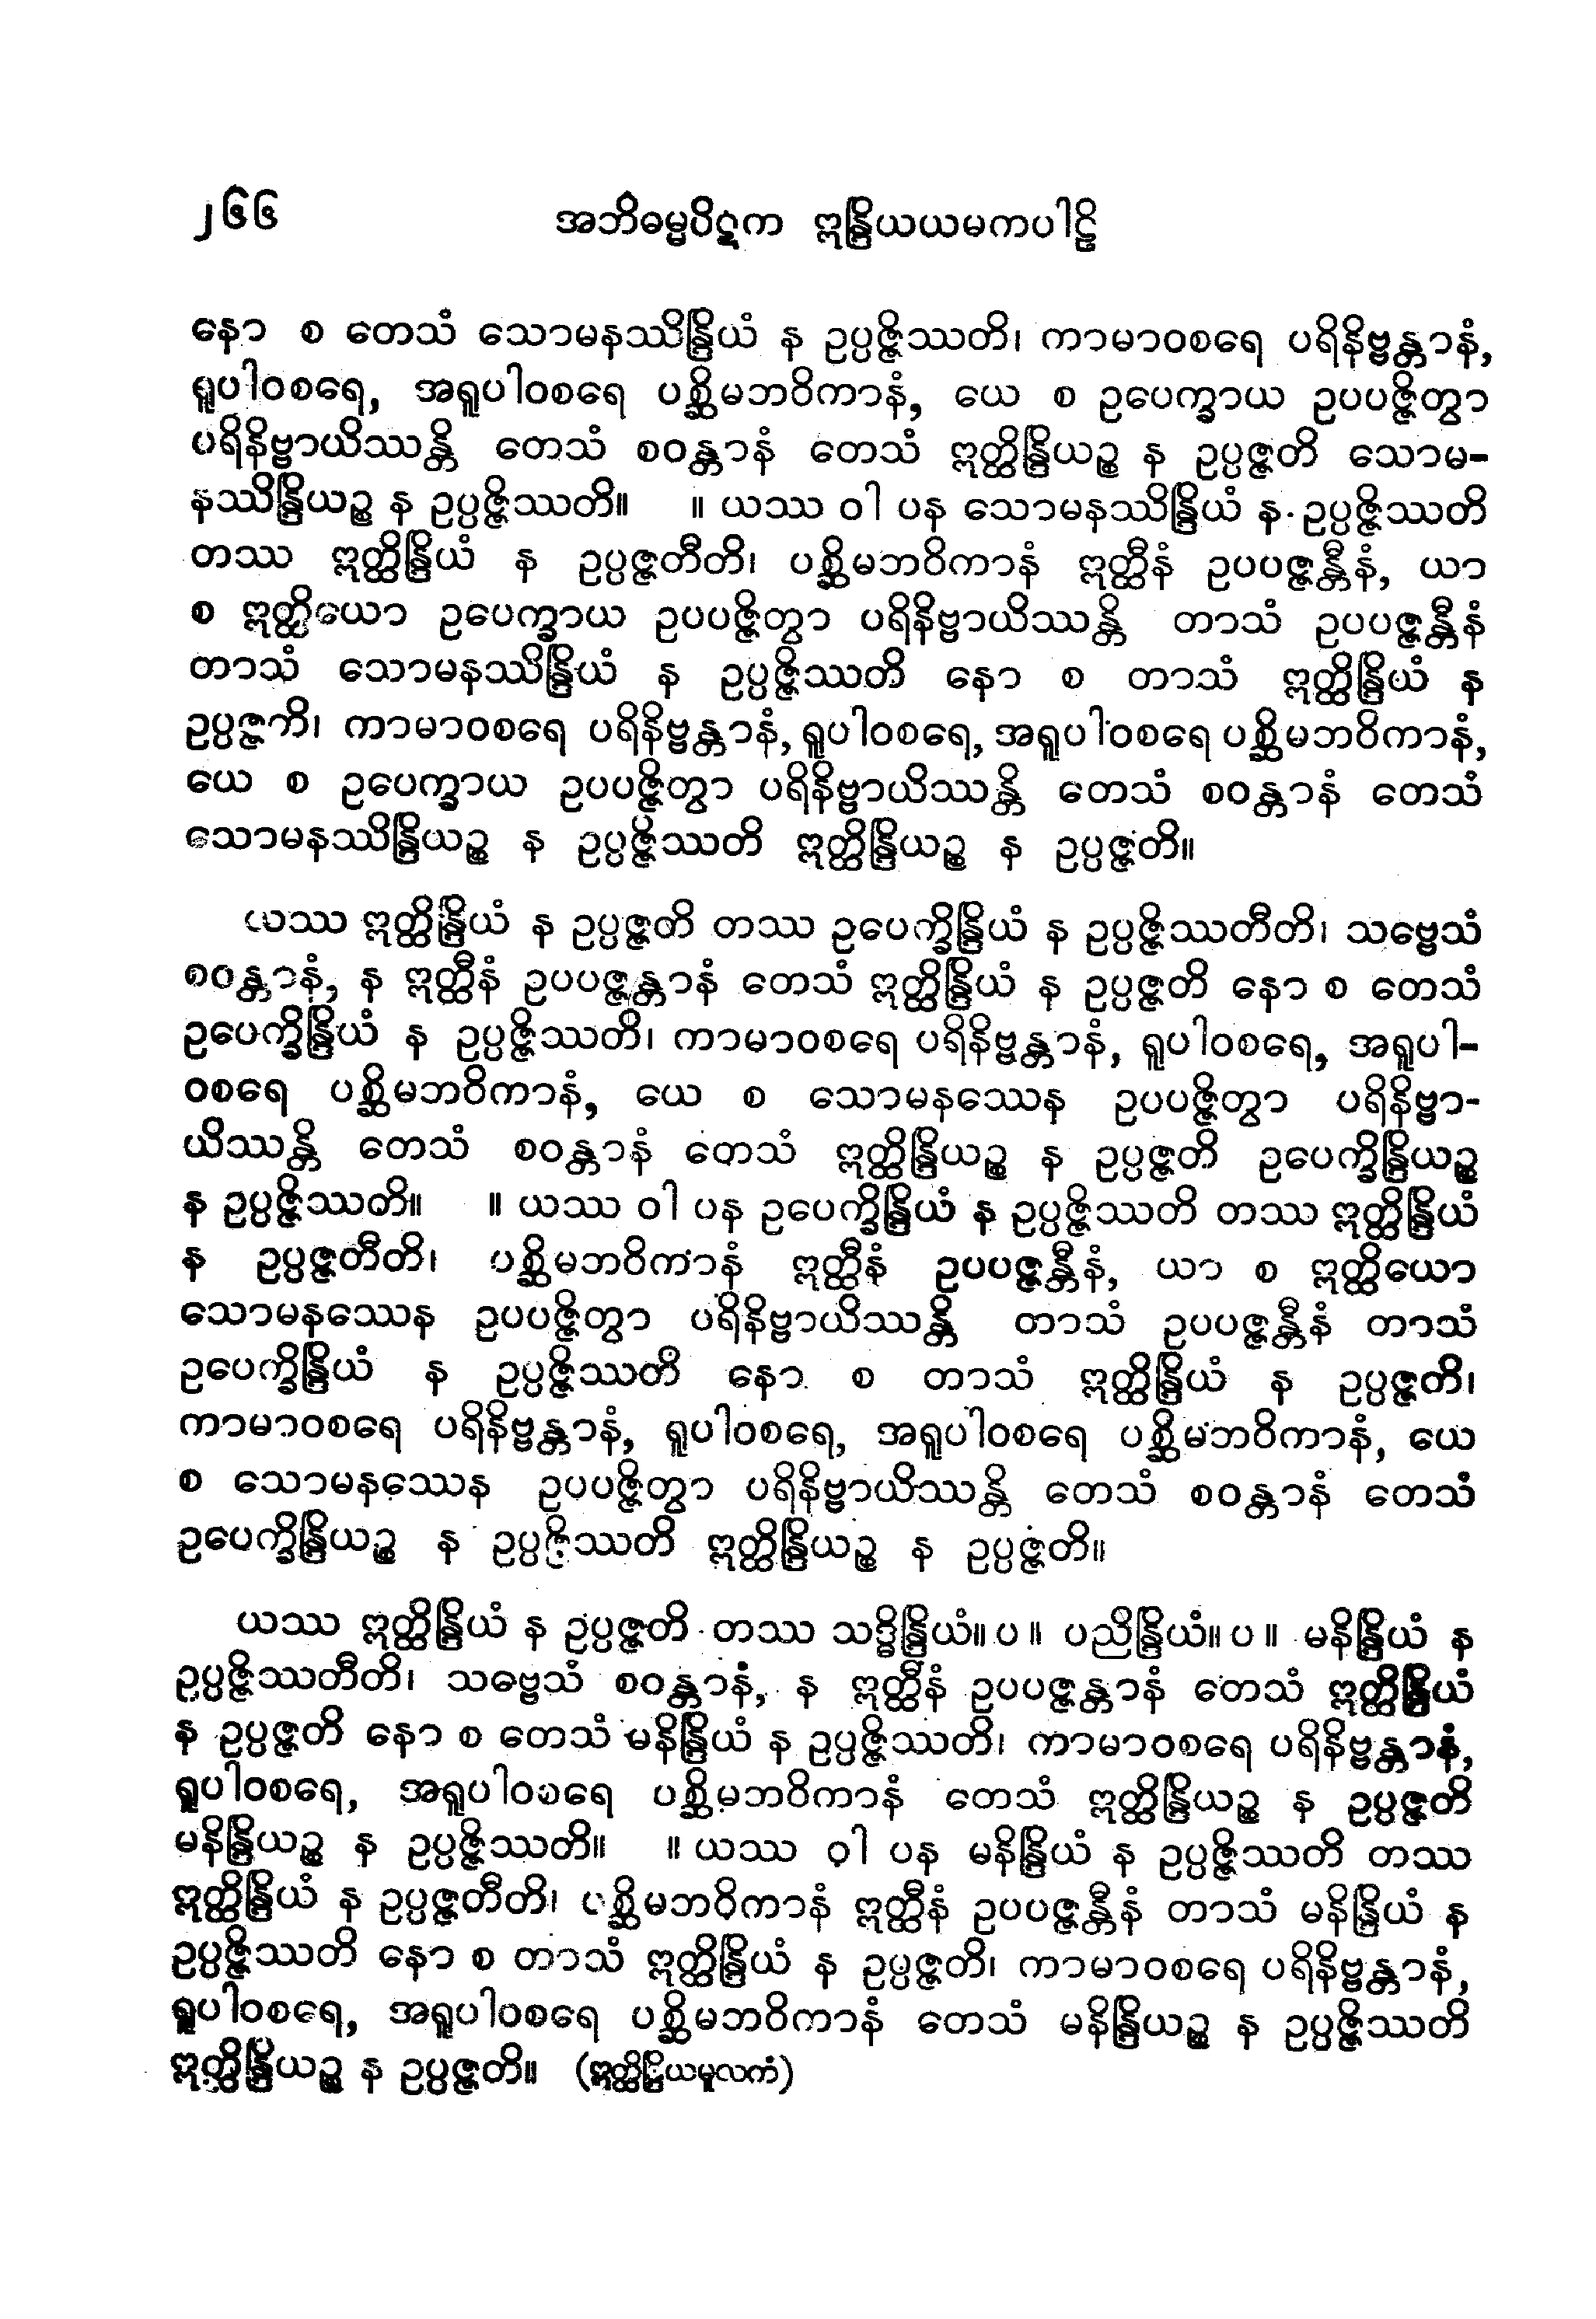 ၂၆၆ အဘိဓမ္မပိဋက ဣန္ဒြိယယမကပါဠိ
နော စ တေသံ သောမနဿိန္ဒြိယံ န ဥပ္ပဇ္ဇိဿတိ၊ ကာမာဝစရေ ပရိနိဗ္ဗန္တာနံ,
ရူပါဝစရေ, အရူပါဝစရေ ပစ္ဆိမဘဝိကာနံ, ယေ စ ဥပေက္ခာယ ဥပပဇ္ဇိတွာ
ပရိနိဗ္ဗာယိဿန္တိ တေသံ စဝန္တာနံ တေသံ ဣတ္ထိန္ဒြိယဉ္စ န ဥပ္ပဇ္ဇတိ သောမ-
နဿိန္ဒြိယဉ္စ န ဥပ္ပဇ္ဇိဿတိ။ ။ ယဿ ဝါ ပန သောမနဿိန္ဒြိယံ န ဥပ္ပဇ္ဇိဿတိ
တဿ ဣတ္ထိန္ဒြိယံ န ဥပ္ပဇ္ဇတီတိ၊ ပစ္ဆိမဘဝိကာနံ ဣတ္ထီနံ ဥပပဇ္ဇန္တီနံ, ယာ
စ ဣတ္ထိယော ဥပေက္ခာယ ဥပပဇ္ဇိတွာ ပရိနိဗ္ဗာယိဿန္တိ တာသံ ဥပပဇ္ဇန္တီနံ
တာသံ သောမနဿိန္ဒြိယံ န ဥပ္ပဇ္ဇိဿတိ နော စ တာသံ ဣတ္ထိန္ဒြိယံ န
ဥပ္ပဇ္ဇတိ၊ ကာမာဝစရေ ပရိနိဗ္ဗန္တာနံ, ရူပါဝစရေ, အရူပါဝစရေ ပစ္ဆိမဘဝိကာနံ,
ယေ စ ဥပေက္ခာယ ဥပပဇ္ဇိတွာ ပရိနိဗ္ဗာယိဿန္တိ တေသံ စဝန္တာနံ တေသံ
သောမနဿိန္ဒြိယဉ္စ န ဥပ္ပဇ္ဇိဿတိ ဣတ္ထိန္ဒြိယဉ္စ န ဥပ္ပဇ္ဇတိ။
ယဿ ဣတ္ထိန္ဒြိယံ န ဥပ္ပဇ္ဇတိ တဿ ဥပေက္ခိန္ဒြိယံ န ဥပ္ပဇ္ဇိဿတီတိ၊ သဗ္ဗေသံ
စဝန္တာနံ, န ဣတ္ထီနံ ဥပပဇ္ဇန္တာနံ တေသံ ဣတ္ထိန္ဒြိယံ န ဥပ္ပဇ္ဇတိ နော စ တေသံ
ဥပေက္ခိန္ဒြိယံ န ဥပ္ပဇ္ဇိဿတိ၊ ကာမာဝစရေ ပရိနိဗ္ဗန္တာနံ, ရူပါဝစရေ, အရူပါ-
ဝစရေ ပစ္ဆိမဘဝိကာနံ, ယေ စ သောမနဿေန ဥပပဇ္ဇိတွာ ပရိနိဗ္ဗာ-
ယိဿန္တိ တေသံ စဝန္တာနံ တေသံ ဣတ္ထိန္ဒြိယဉ္စ န ဥပ္ပဇ္ဇတိ ဥပေက္ခိန္ဒြိယဉ္စ
န ဥပ္ပဇ္ဇိဿတိ။ ။ ယဿ ဝါ ပန ဥပေက္ခိန္ဒြိယံ န ဥပ္ပဇ္ဇိဿတိ တဿ ဣတ္ထိန္ဒြိယံ
န ဥပ္ပဇ္ဇတီတိ၊ ပစ္ဆိမဘဝိကာနံ ဣတ္ထီနံ ဥပပဇ္ဇန္တီနံ, ယာ စ ဣတ္ထိယော
သောမနဿေန ဥပပဇ္ဇိတွာ ပရိနိဗ္ဗာယိဿန္တိ တာသံ ဥပပဇ္ဇန္တီနံ တာသံ
ဥပေက္ခိန္ဒြိယံ န ဥပ္ပဇ္ဇိဿတိ နော စ တာသံ ဣတ္ထိန္ဒြိယံ န ဥပ္ပဇ္ဇတိ၊
ကာမာဝစရေ ပရိနိဗ္ဗန္တာနံ, ရူပါဝစရေ, အရူပါဝစရေ ပစ္ဆိမဘဝိကာနံ, ယေ
စ သောမနဿေန ဥပပဇ္ဇိတွာ ပရိနိဗ္ဗာယိဿန္တိ တေသံ စဝန္တာနံ တေသံ
ဥပေက္ခိန္ဒြိယဉ္စ န ဥပ္ပဇ္ဇိဿတိ ဣတ္ထိန္ဒြိယဉ္စ န ဥပ္ပဇ္ဇတိ။
ယဿ ဣတ္ထိန္ဒြိယံ န ဥပ္ပဇ္ဇတိ တဿ သဒ္ဓိန္ဒြိယံ။ ပ ။ ပညိန္ဒြိယံ။ ပ ။ မနိန္ဒြိယံ န
ဥပ္ပဇ္ဇိဿတီတိ၊ သဗ္ဗေသံ စဝန္တာနံ, န ဣတ္ထီနံ ဥပပဇ္ဇန္တာနံ တေသံ ဣတ္ထိန္ဒြိယံ
န ဥပ္ပဇ္ဇတိ နော စ တေသံ မနိန္ဒြိယံ န ဥပ္ပဇ္ဇိဿတိ၊ ကာမာဝစရေ ပရိနိဗ္ဗန္တာနံ,
ရူပါဝစရေ, အရူပါဝစရေ ပစ္ဆိမဘဝိကာနံ တေသံ ဣတ္ထိန္ဒြိယဉ္စ န ဥပ္ပဇ္ဇတိ
မနိန္ဒြိယဉ္စ န ဥပ္ပဇ္ဇိဿတိ။ ။ ယဿ ဝါ ပန မနိန္ဒြိယံ န ဥပ္ပဇ္ဇိဿတိ တဿ
ဣတ္ထိန္ဒြိယံ န ဥပ္ပဇ္ဇတီတိ၊ ပစ္ဆိမဘဝိကာနံ ဣတ္ထီနံ ဥပပဇ္ဇန္တီနံ တာသံ မနိန္ဒြိယံ န
ဥပ္ပဇ္ဇိဿတိ နော စ တာသံ ဣတ္ထိန္ဒြိယံ န ဥပ္ပဇ္ဇတိ၊ ကာမာဝစရေ ပရိနိဗ္ဗန္တာနံ,
ရူပါဝစရေ, အရူပါဝစရေ ပစ္ဆိမဘဝိကာနံ တေသံ မနိန္ဒြိယဉ္စ န ဥပ္ပဇ္ဇိဿတိ
ဣတ္ထိန္ဒြိယဉ္စ န ဥပ္ပဇ္ဇတိ။ (ဣတ္ထိန္ဒြိယမူလကံ)